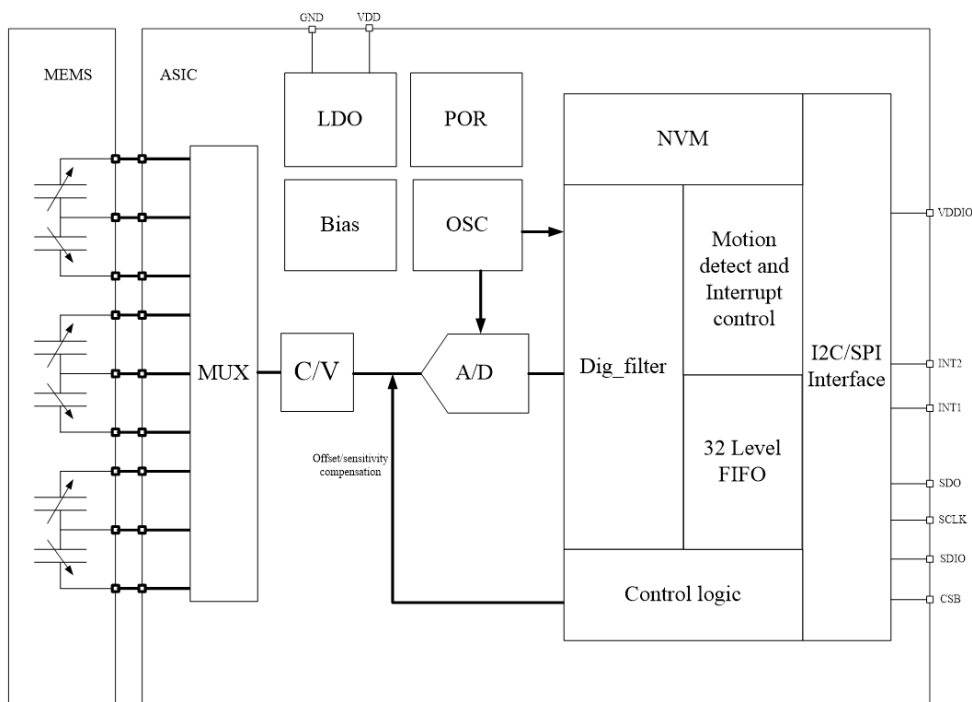 GND
VDD
MEMS
ASIC
LDO
POR
NVM
Bias
OSC
VDDIO
Motion
detect and
Interrupt
control
MUX
C/V
A/D
Dig_filter
I2C/SPI
Interface
INT2
INT1
Offset/sensitivity
compensation
32 Level
FIFO
SDO
SCLK
SDIO
Control logic
CSB